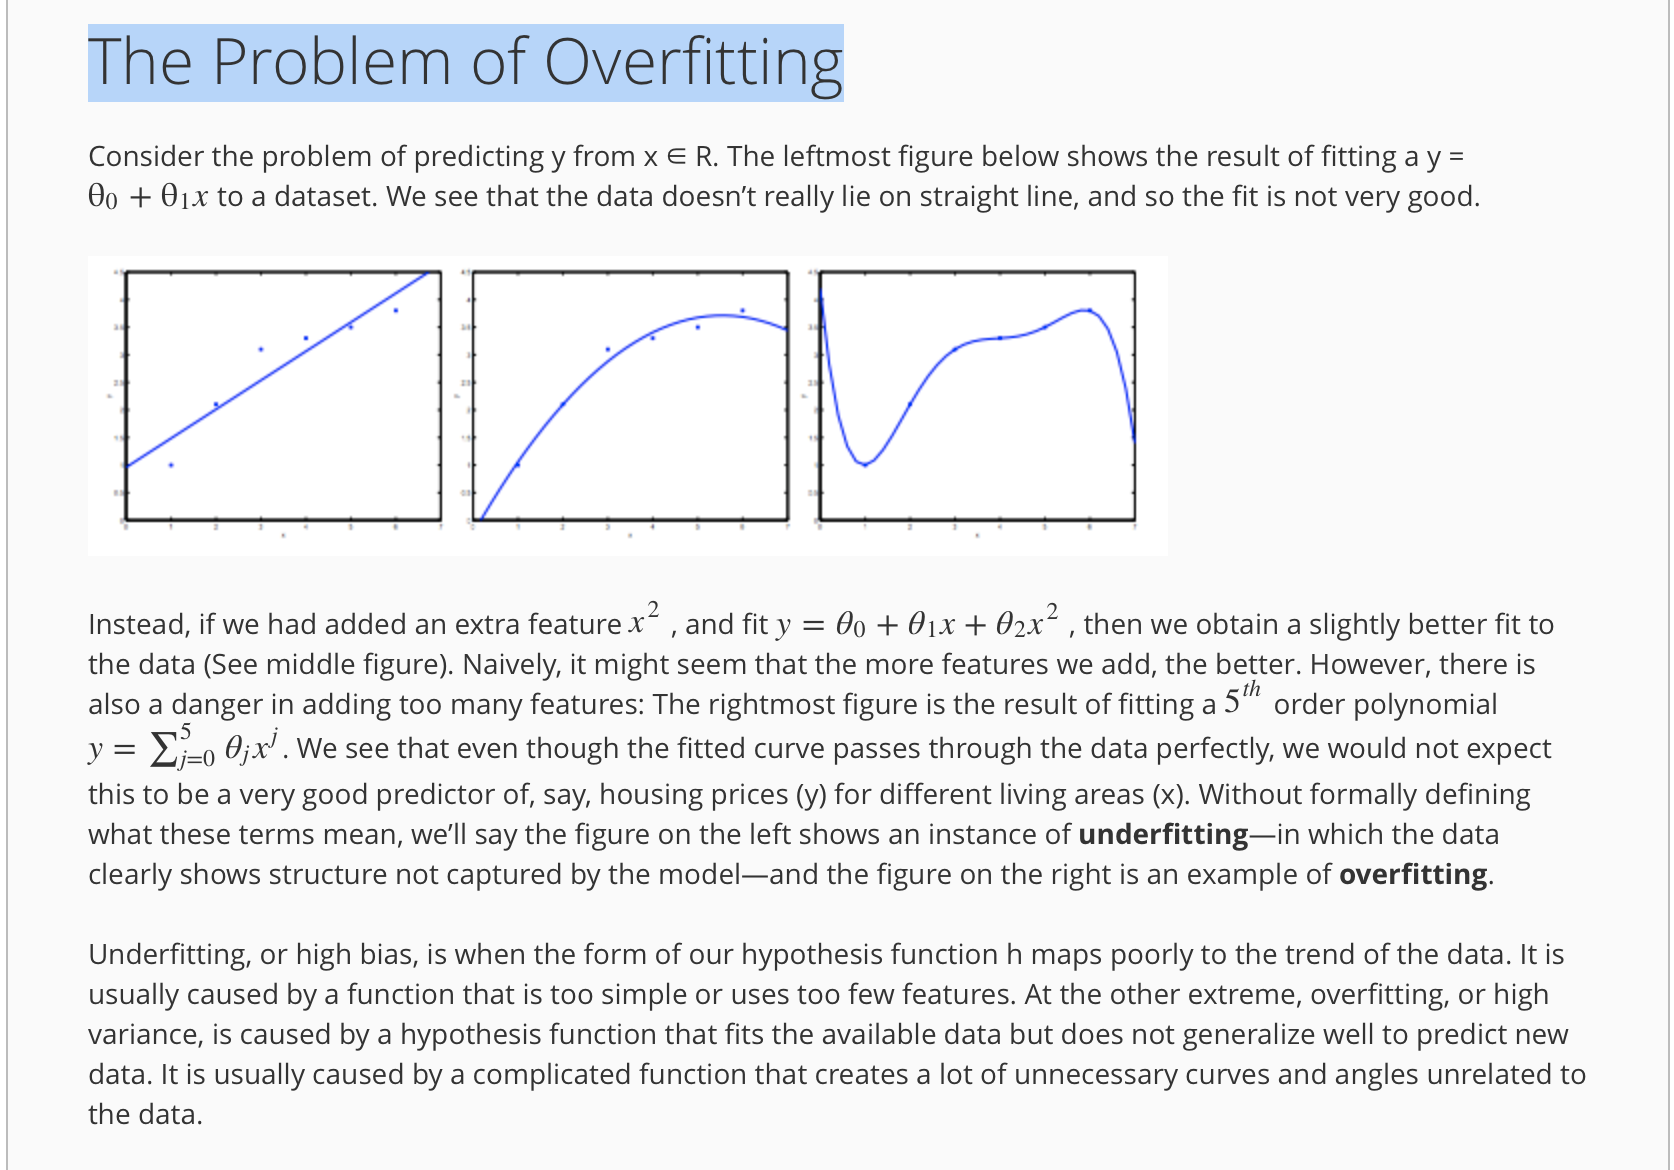 The Problem of Overfitting
Consider the problem of predicting y from x ∈ R. The leftmost figure below shows the result of fitting a y =
θ₀ + θ₁x to a dataset. We see that the data doesn’t really lie on straight line, and so the fit is not very good.
Instead, if we had added an extra feature x² , and fit y = θ₀ + θ₁x + θ₂x² , then we obtain a slightly better fit to
the data (See middle figure). Naively, it might seem that the more features we add, the better. However, there is
also a danger in adding too many features: The rightmost figure is the result of fitting a 5ᵗʰ order polynomial
y = ∑⁵ⱼ₌₀ θⱼxʲ. We see that even though the fitted curve passes through the data perfectly, we would not expect
this to be a very good predictor of, say, housing prices (y) for different living areas (x). Without formally defining
what these terms mean, we’ll say the figure on the left shows an instance of underfitting—in which the data
clearly shows structure not captured by the model—and the figure on the right is an example of overfitting.
Underfitting, or high bias, is when the form of our hypothesis function h maps poorly to the trend of the data. It is
usually caused by a function that is too simple or uses too few features. At the other extreme, overfitting, or high
variance, is caused by a hypothesis function that fits the available data but does not generalize well to predict new
data. It is usually caused by a complicated function that creates a lot of unnecessary curves and angles unrelated to
the data.